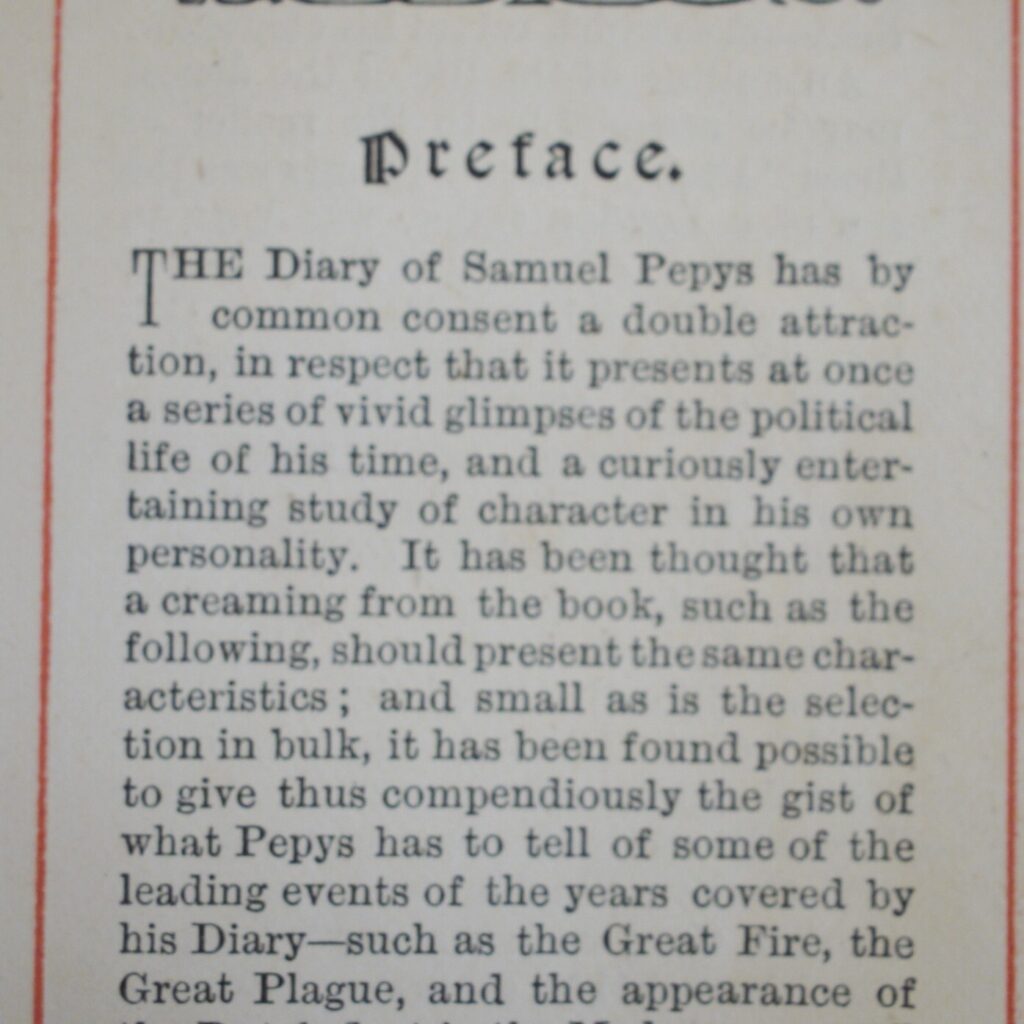 Preface.
THE Diary of Samuel Pepys has by
common consent a double attrac-
tion, in respect that it presents at once
a series of vivid glimpses of the political
life of his time, and a curiously enter-
taining study of character in his own
personality. It has been thought that
a creaming from the book, such as the
following, should present the same char-
acteristics; and small as is the selec-
tion in bulk, it has been found possible
to give thus compendiously the gist of
what Pepys has to tell of some of the
leading events of the years covered by
his Diary—such as the Great Fire, the
Great Plague, and the appearance of